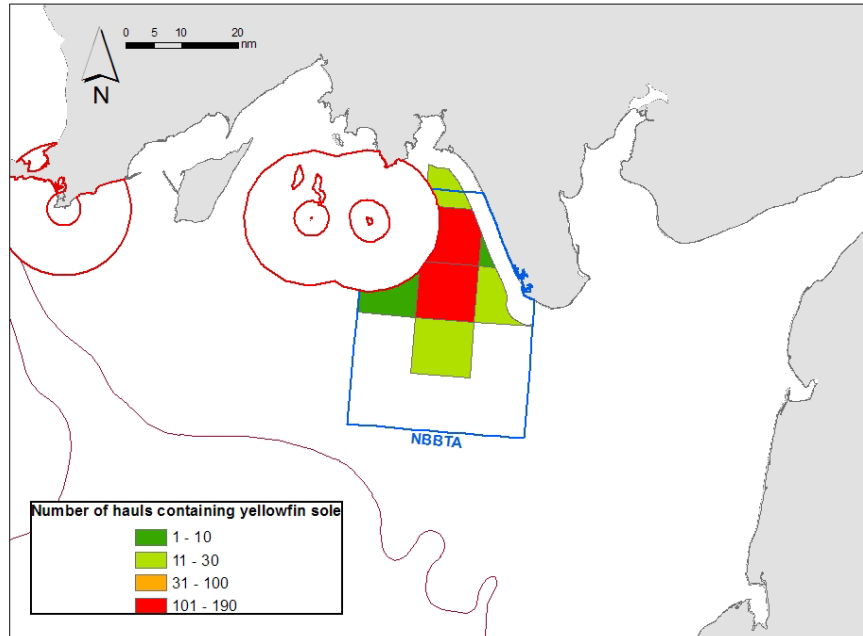 0 5 10 20
nm
N
NBBTA
Number of hauls containing yellowfin sole
1 - 10
11 - 30
31 - 100
101 - 190